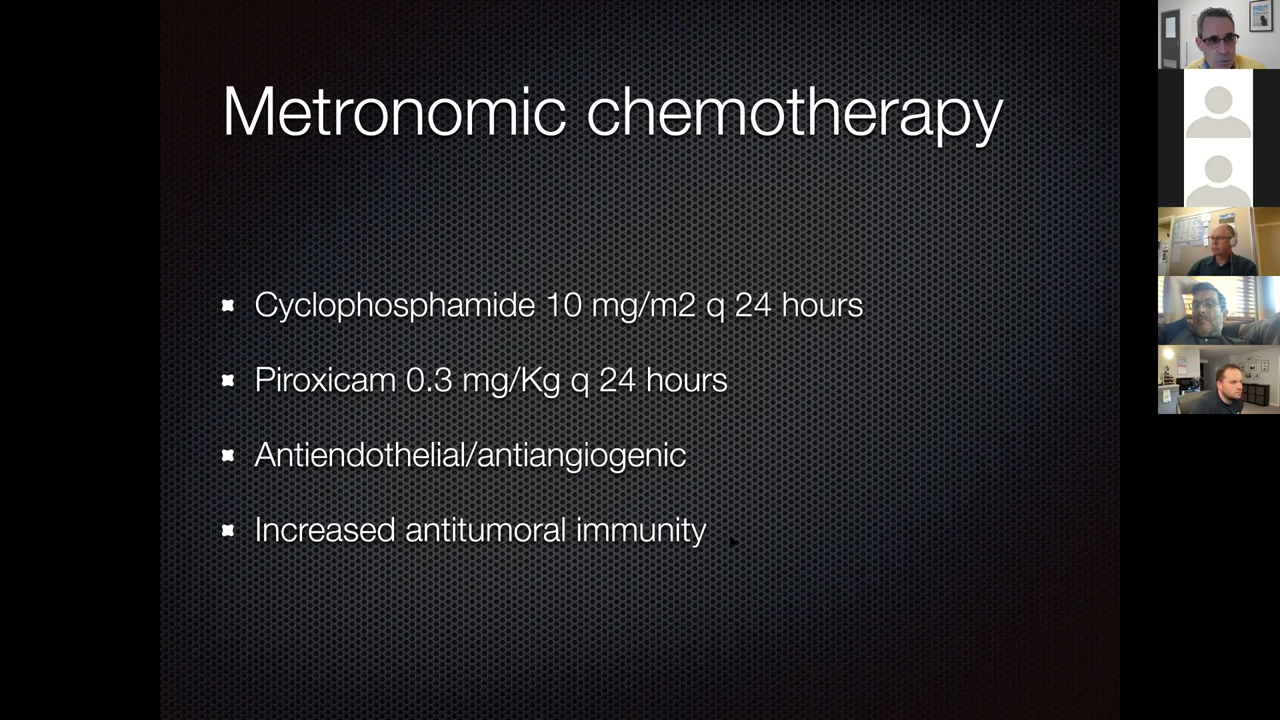 Metronomic chemotherapy
Cyclophosphamide 10 mg/m2 q 24 hours
Piroxicam 0.3 mg/Kg q 24 hours
Antiendothelial/antiangiogenic
Increased antitumoral immunity